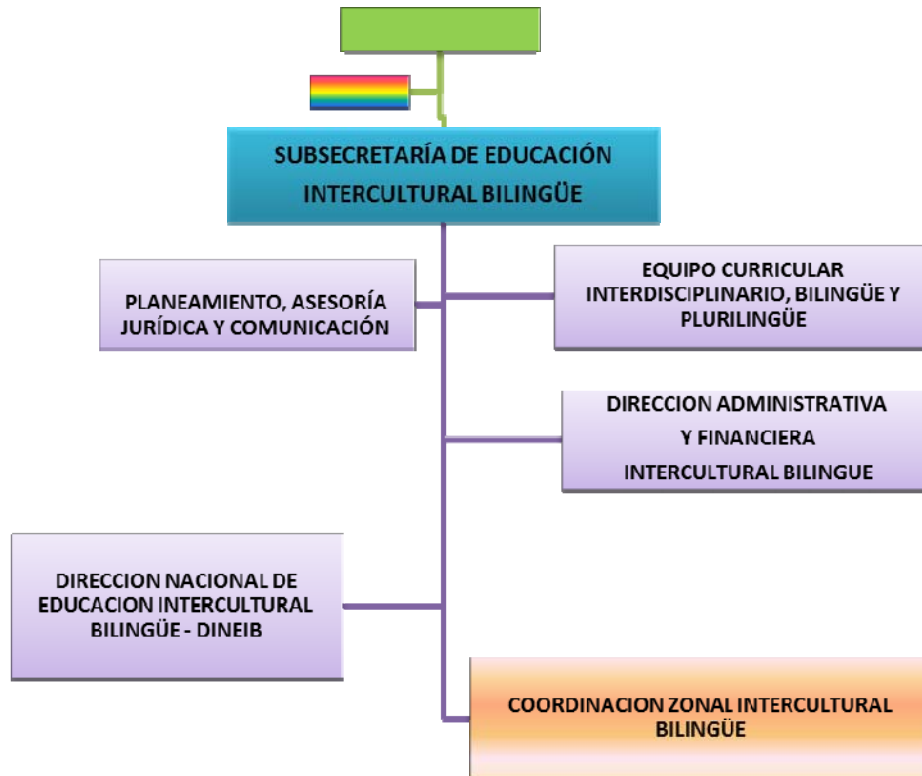 SUBSECRETARÍA DE EDUCACIÓN
INTERCULTURAL BILINGÜE
PLANEAMIENTO, ASESORÍA
JURÍDICA Y COMUNICACIÓN
EQUIPO CURRICULAR
INTERDISCIPLINARIO, BILINGÜE Y
PLURILINGÜE
DIRECCION ADMINISTRATIVA
Y FINANCIERA
INTERCULTURAL BILINGUE
DIRECCION NACIONAL DE
EDUCACION INTERCULTURAL
BILINGÜE - DINEIB
COORDINACION ZONAL INTERCULTURAL
BILINGÜE